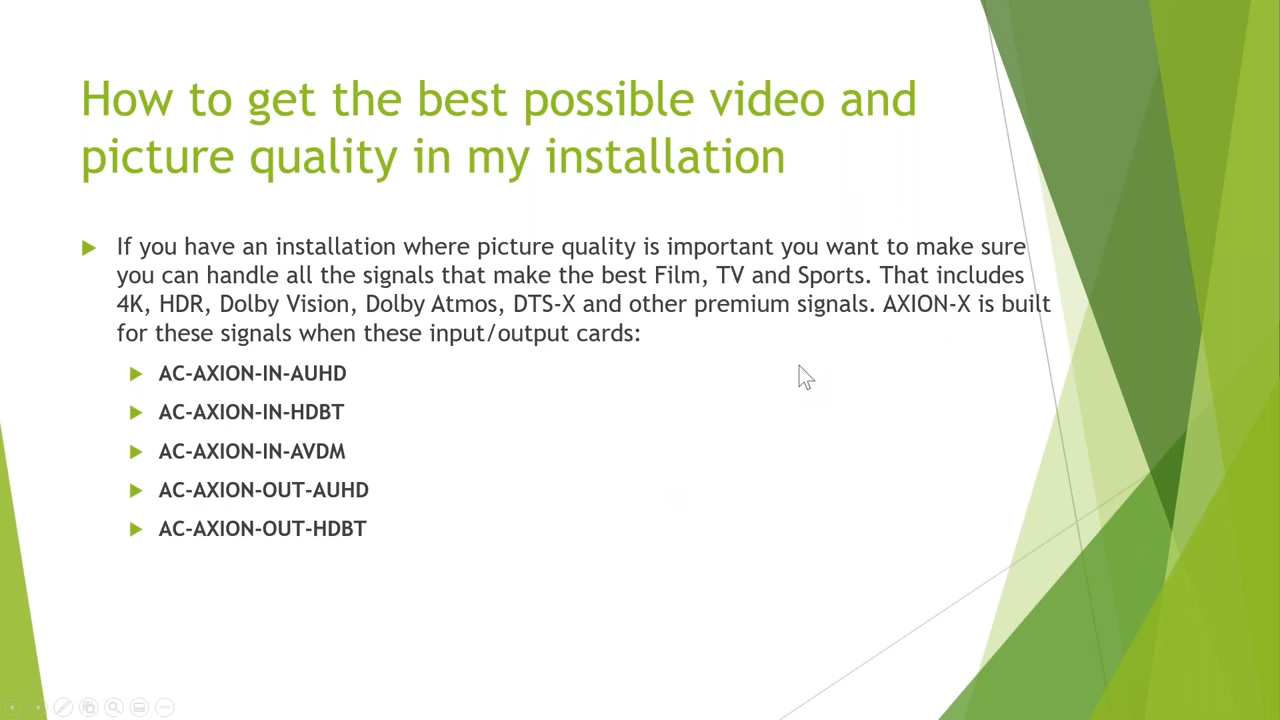 How to get the best possible video and
picture quality in my installation
If you have an installation where picture quality is important you want to make sure
you can handle all the signals that make the best Film, TV and Sports. That includes
4K, HDR, Dolby Vision, Dolby Atmos, DTS-X and other premium signals. AXION-X is built
for these signals when these input/output cards:
AC-AXION-IN-AUHD
AC-AXION-IN-HDBT
AC-AXION-IN-AVDM
AC-AXION-OUT-AUHD
AC-AXION-OUT-HDBT